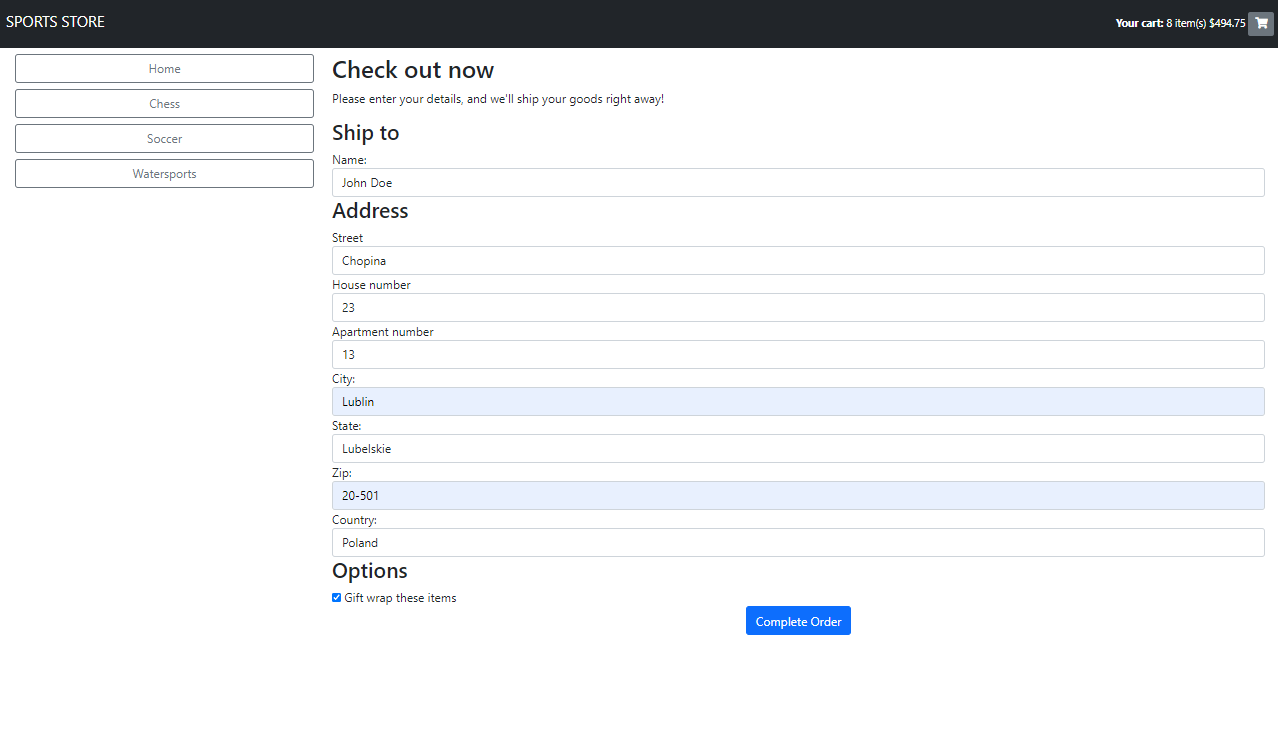 SPORTS STORE
Your cart: 8 item(s) $494.75
Home
Chess
Soccer
Watersports
Check out now
Please enter your details, and we'll ship your goods right away!
Ship to
Name:
John Doe
Address
Street
Chopina
House number
23
Apartment number
13
City:
Lublin
State:
Lubelskie
Zip:
20-501
Country:
Poland
Options
Gift wrap these items
Complete Order